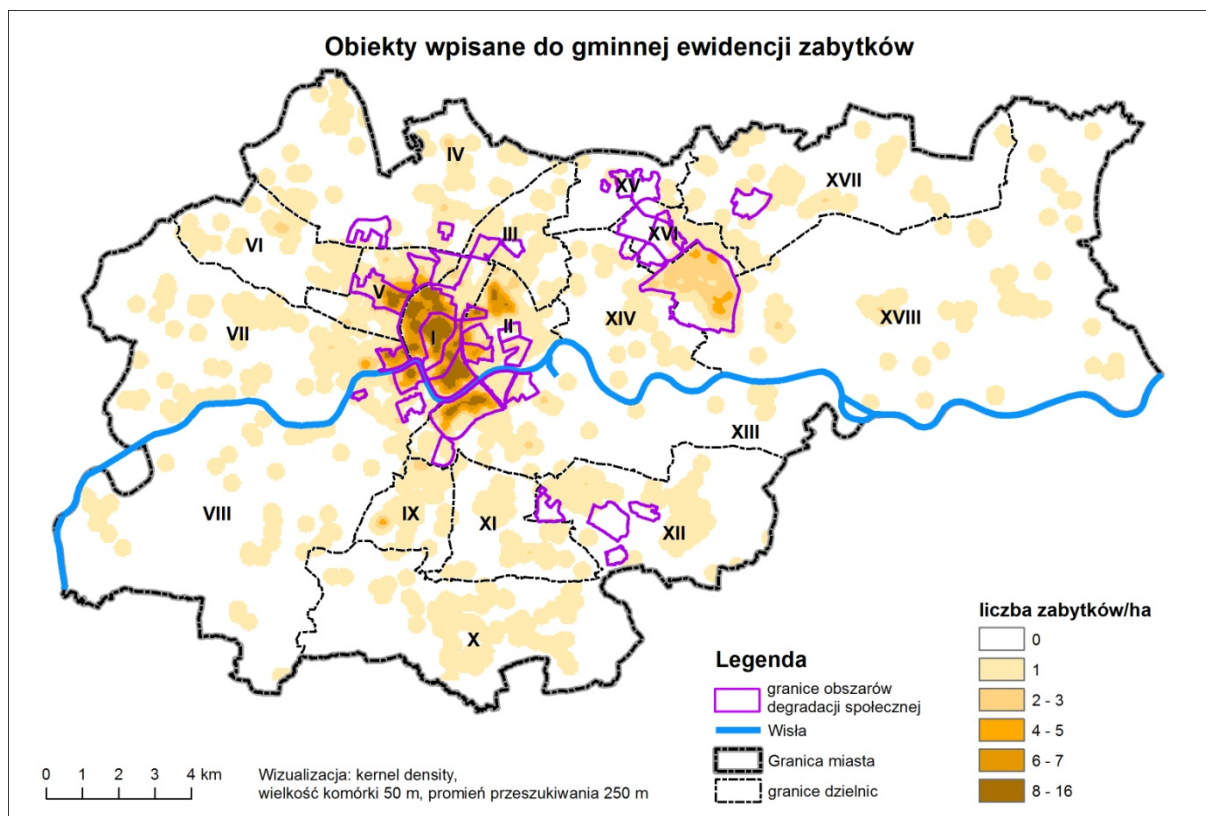 Obiekty wpisane do gminnej ewidencji zabytków
IV
XV
XVII
VI
III
XVI
V
VII
I
II
XIV
XVIII
XIII
VIII
IX
XI
XII
X
liczba zabytków/ha
0
1
2 - 3
4 - 5
6 - 7
8 - 16
Legenda
granice obszarów
degradacji społecznej
Wisła
Granica miasta
granice dzielnic
0 1 2 3 4 km
Wizualizacja: kernel density,
wielkość komórki 50 m, promień przeszukiwania 250 m